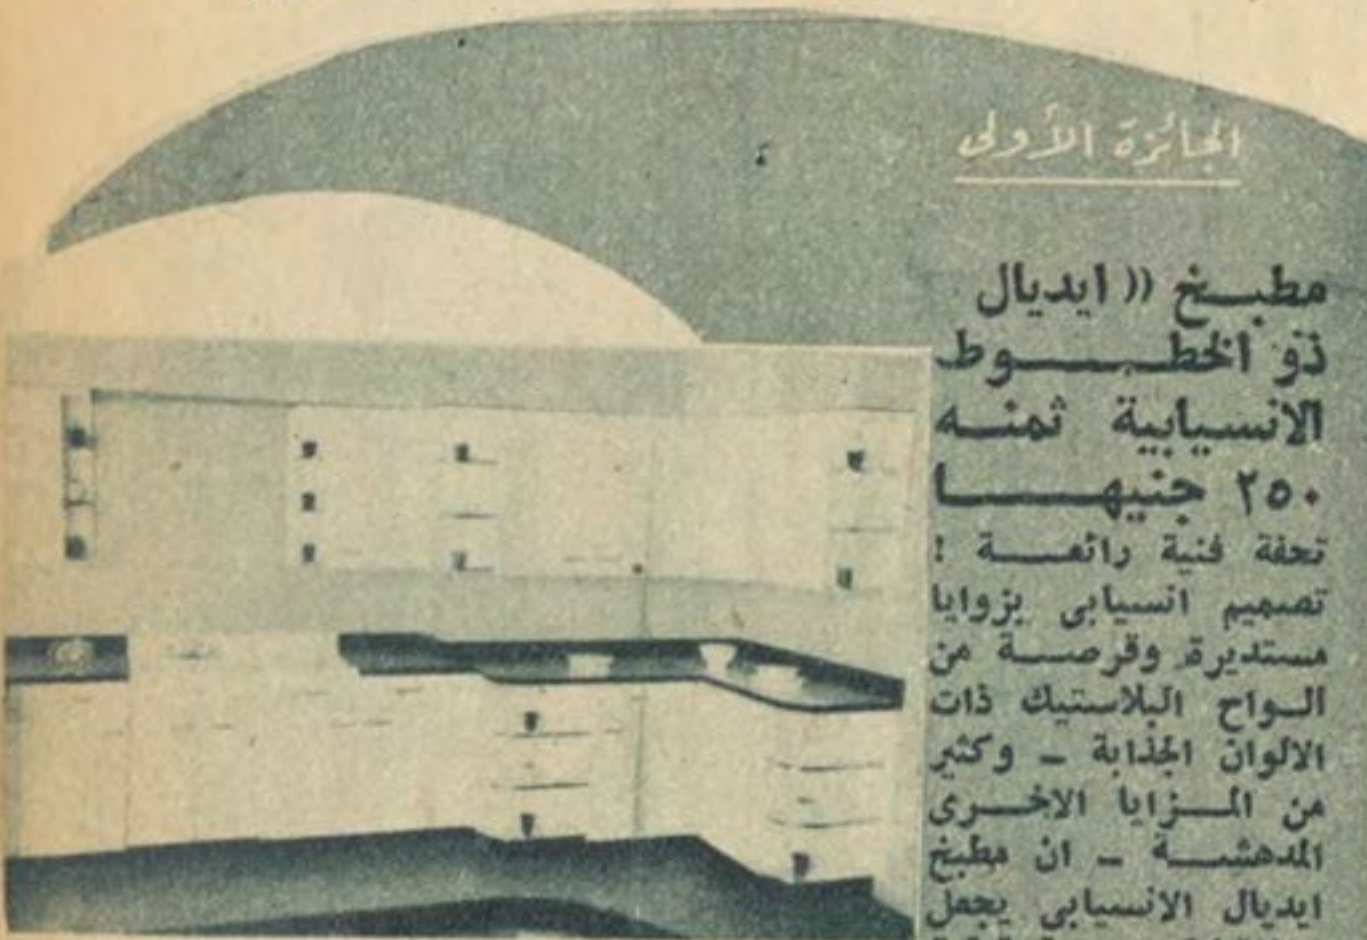 الجائزة الأولى
مطبخ « ايديال
ذو الخطوط
الانسيابية ثمنه
٢٥٠ جنيها
تحفة فنية رائعة !
تصميم انسيابى بزوايا
مستديرة وقرصة من
الواح البلاستيك ذات
الالوان الجذابة ـ وكثير
من المزايا الاخرى
المدهشة ـ ان مطبخ
ايديال الانسيابى يجعل